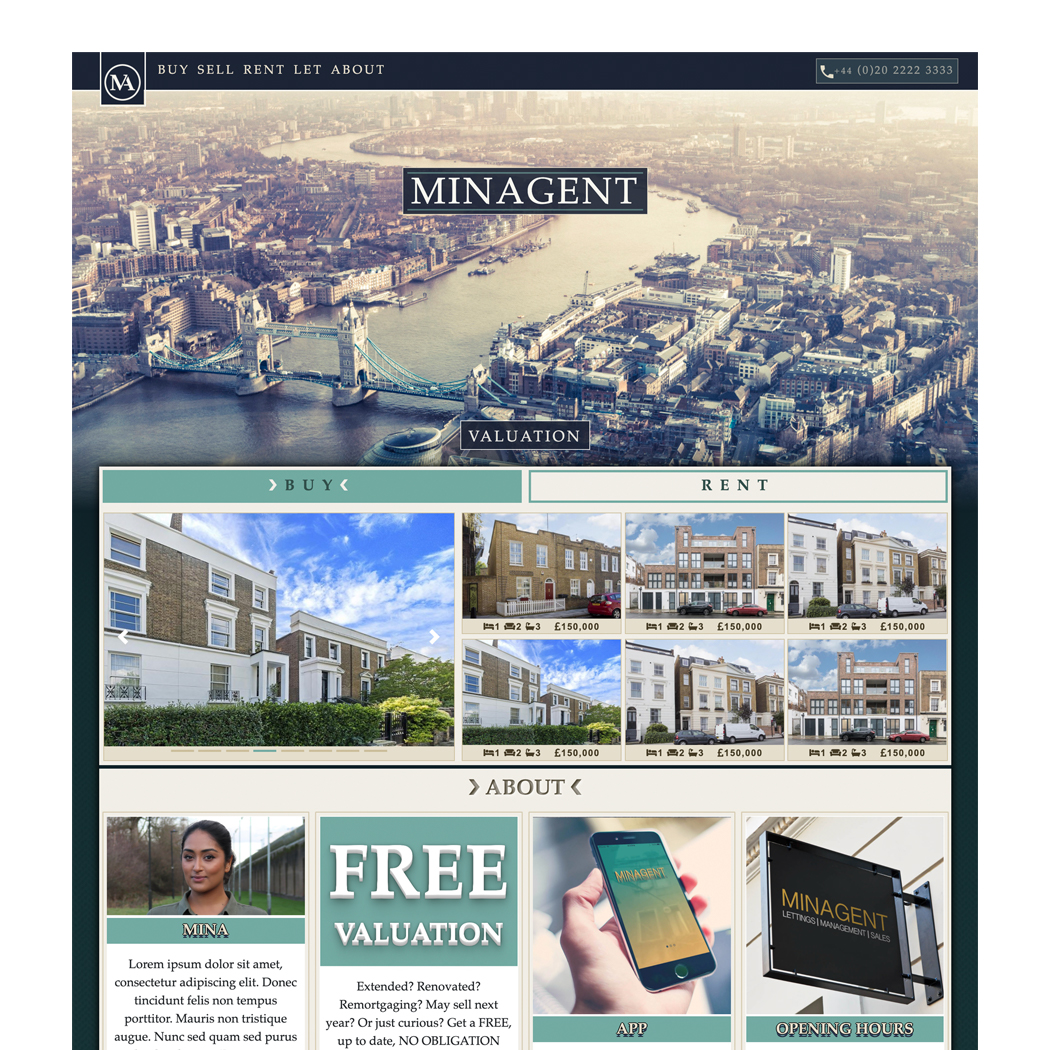 MA
BUY SELL RENT LET ABOUT
+44 (0)20 2222 3333
MINAGENT
VALUATION
BUY
RENT
1 2 3 £150,000
1 2 3 £150,000
1 2 3 £150,000
1 2 3 £150,000
1 2 3 £150,000
1 2 3 £150,000
ABOUT
MINA
Lorem ipsum dolor sit amet,
consectetur adipiscing elit. Donec
tincidunt felis non tempus
porttitor. Mauris non tristique
augue. Nunc sed quam sed purus
FREE
VALUATION
Extended? Renovated?
Remortgaging? May sell next
year? Or just curious? Get a FREE,
up to date, NO OBLIGATION
MINAGENT
APP
MINAGENT
LETTINGS | MANAGEMENT | SALES
OPENING HOURS